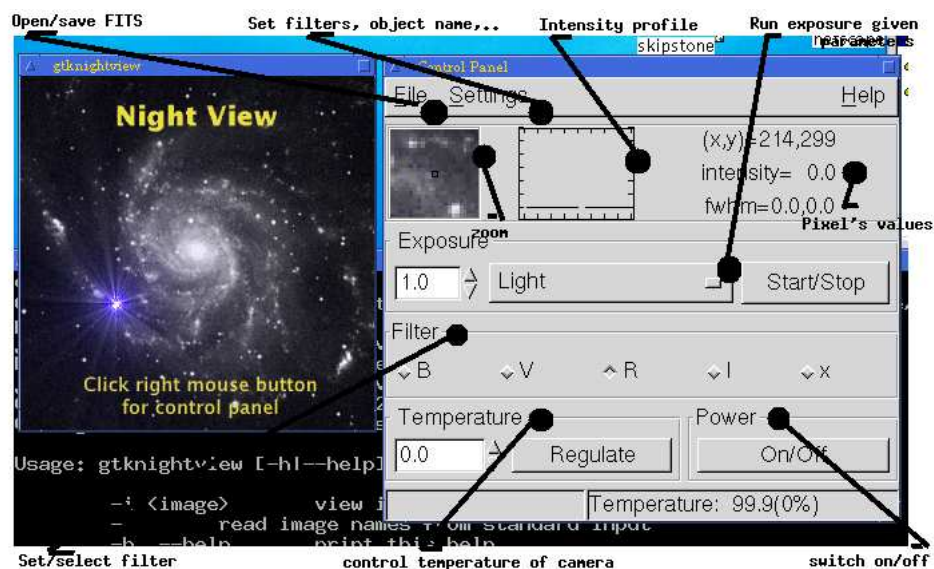 Open/save FITS
Set filters, object name,..
Intensity profile
Run exposure given parameters
skipstone
gtknightview
Night View
Click right mouse button
for control panel
Control Panel
File Settings Help
(x,y)=214,299
intensity= 0.0
fwhm=0.0,0.0
Pixel's values
zoom
Exposure
1.0 Light Start/Stop
Filter
B V R I x
Temperature Power
0.0 Regulate On/Off
Temperature: 99.9(0%)
Usage: gtknightview [-h|--help]
-i <image> view
- read image names from standard input
-h, --help print this help
Set/select filter
control temperature of camera
switch on/off